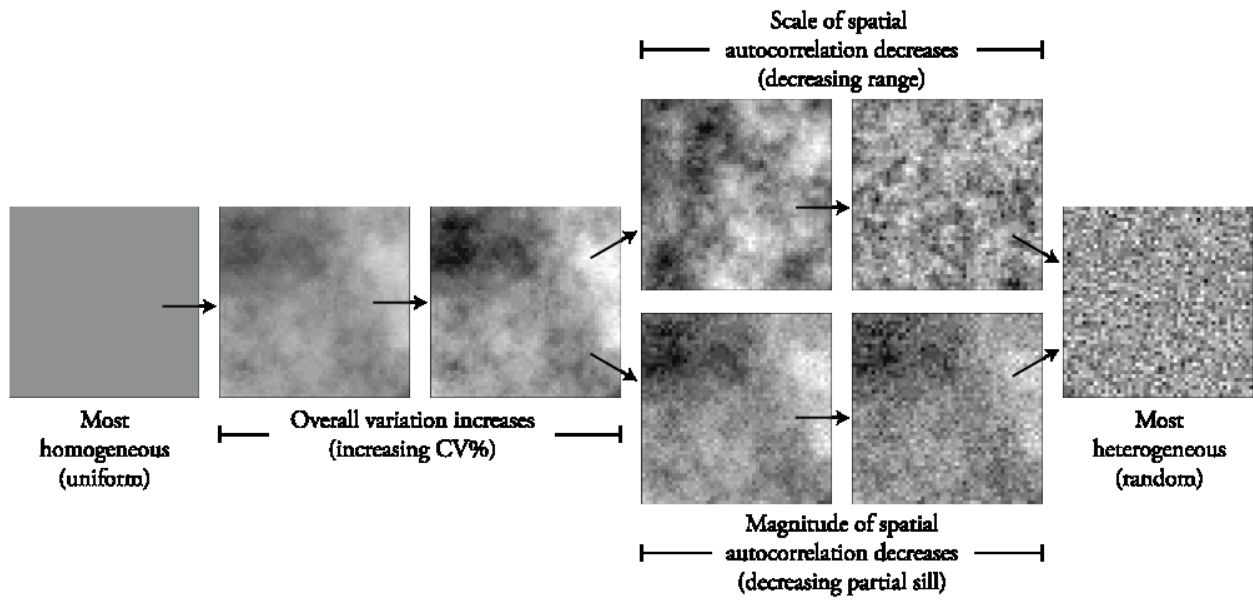 Scale of spatial
autocorrelation decreases
(decreasing range)
Most
homogeneous
(uniform)
Overall variation increases
(increasing CV%)
Most
heterogeneous
(random)
Magnitude of spatial
autocorrelation decreases
(decreasing partial sill)